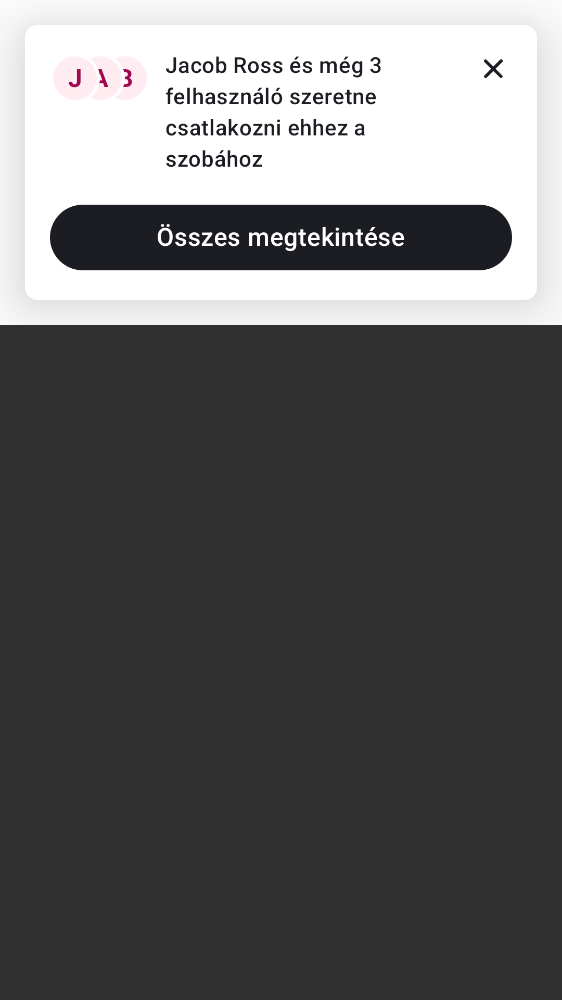 J A B
Jacob Ross és még 3
felhasználó szeretne
csatlakozni ehhez a
szobához
Összes megtekintése